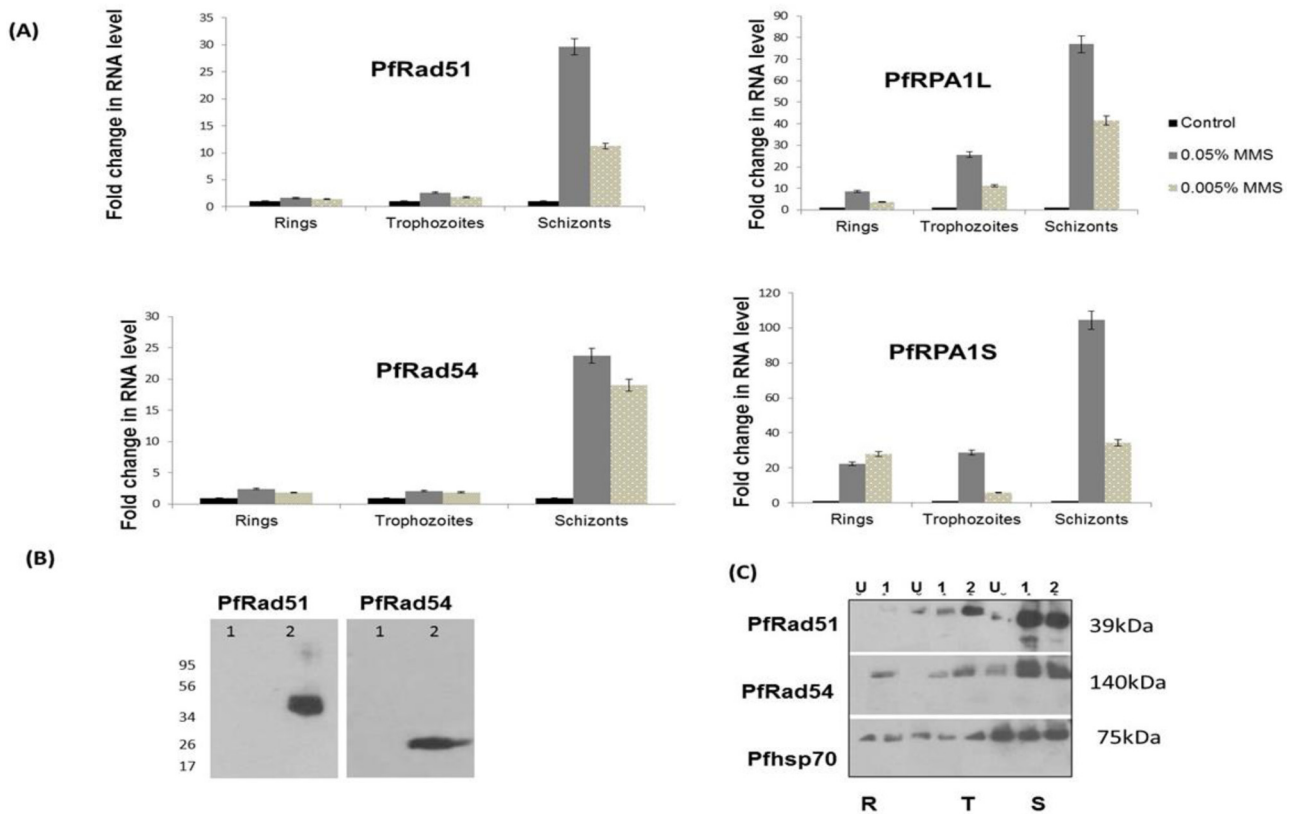 (A)
PfRad51
Fold change in RNA level
35
30
25
20
15
10
5
0
Rings Trophozoites Schizonts
PfRPA1L
Fold change in RNA level
90
80
70
60
50
40
30
20
10
0
Rings Trophozoites Schizonts
Control
0.05% MMS
0.005% MMS
PfRad54
Fold change in RNA level
30
25
20
15
10
5
0
Rings Trophozoites Schizonts
PfRPA1S
Fold change in RNA level
120
100
80
60
40
20
0
Rings Trophozoites Schizonts
(B)
PfRad51 PfRad54
1 2 1 2
95
56
34
26
17
(C)
U 1 U 1 2 U 1 2
PfRad51 39kDa
PfRad54 140kDa
Pfhsp70 75kDa
R T S